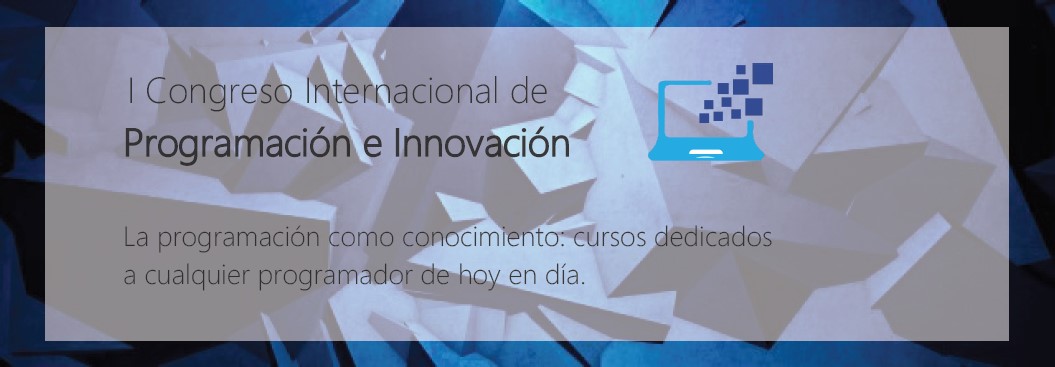 I Congreso Internacional de
Programación e Innovación
La programación como conocimiento: cursos dedicados
a cualquier programador de hoy en día.